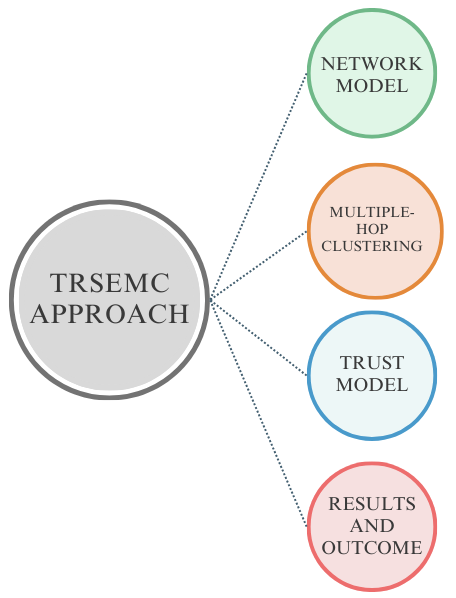 TRSEMC
APPROACH
NETWORK
MODEL
MULTIPLE-
HOP
CLUSTERING
TRUST
MODEL
RESULTS
AND
OUTCOME